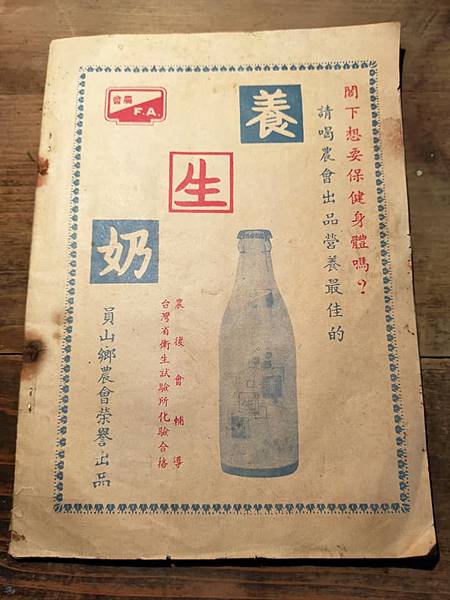 閣下想要保健身體嗎？
請喝農會出品營養最佳的
養生奶
農會
F.A.
農復會輔導
台灣省衛生試驗所化驗合格
員山鄉農會榮譽出品